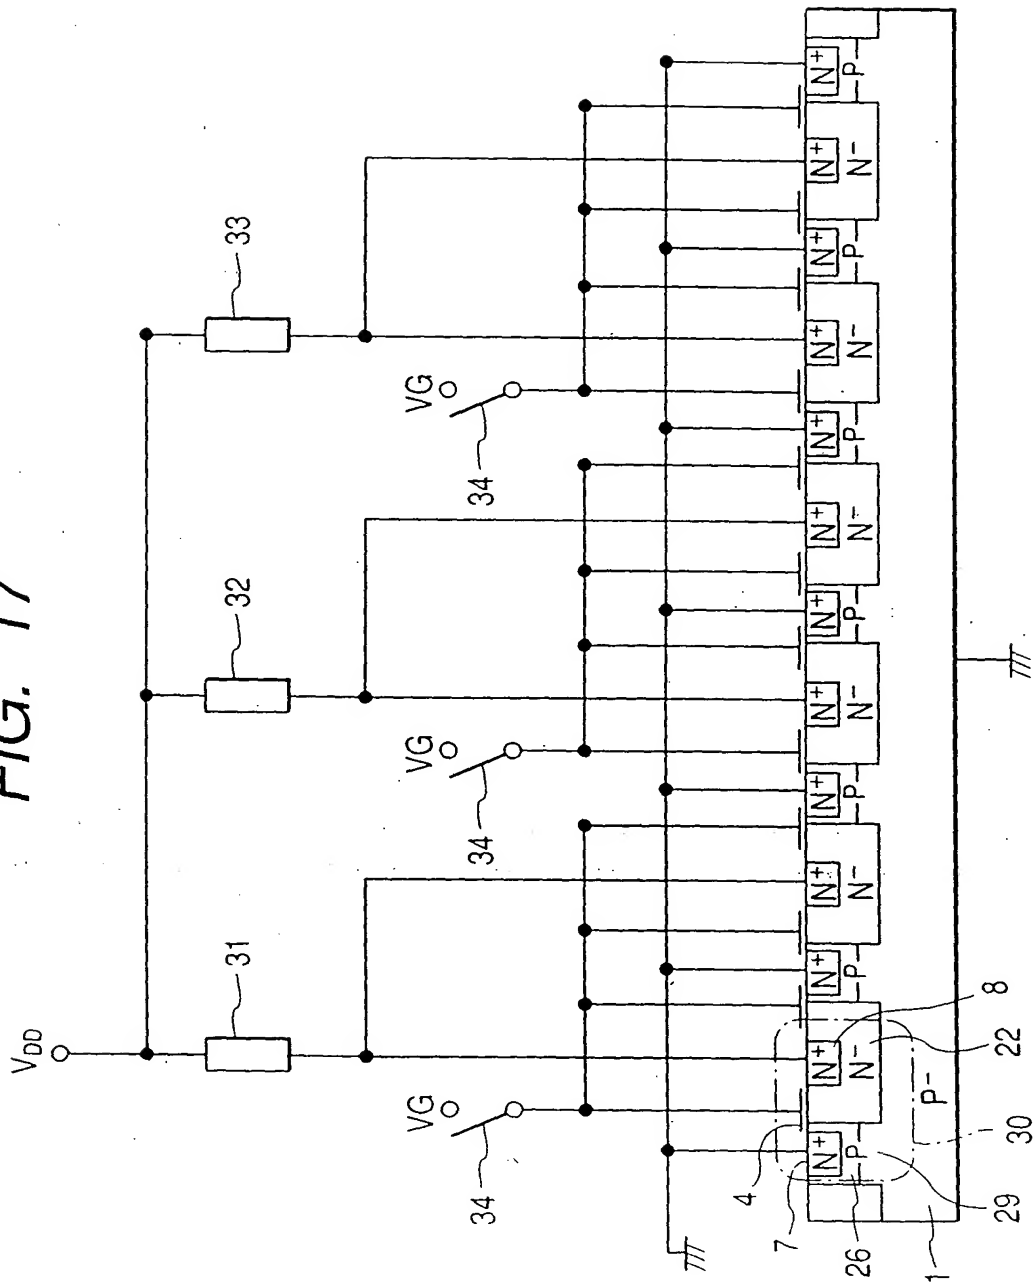 FIG. 17
V_DD
31 32 33
VG VG VG
34 34 34
4
7 N+ N+ N+ N+ N+ N+ N+ N+ N+ N+ N+ N+ N+
P- N- P- N- P- N- P- N- P- N- P- N- P-
P-
26
1 29 30 22 8